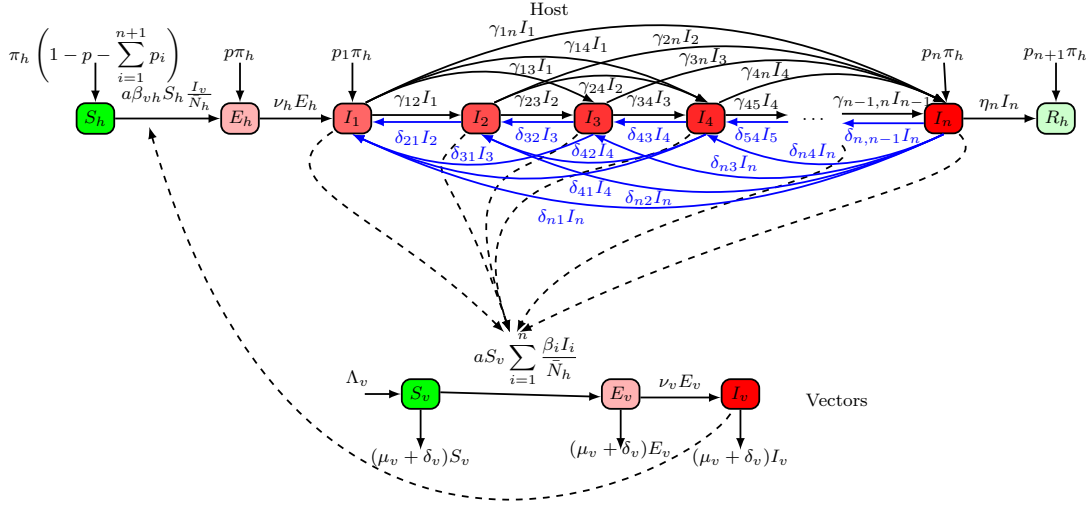 Host
γ_{1n}I_1
γ_{14}I_1 γ_{2n}I_2
π_h (1 − p − ∑_{i=1}^{n+1} p_i) pπ_h p_1π_h γ_{13}I_1 γ_{24}I_2 γ_{3n}I_3 γ_{4n}I_4 p_nπ_h p_{n+1}π_h
aβ_{vh}S_h I_v/N̄_h ν_hE_h γ_{12}I_1 γ_{23}I_2 γ_{34}I_3 γ_{45}I_4 γ_{n−1,n}I_{n−1} η_nI_n
S_h E_h I_1 I_2 I_3 I_4 … I_n R_h
δ_{21}I_2 δ_{32}I_3 δ_{43}I_4 δ_{54}I_5 δ_{n,n−1}I_n
δ_{31}I_3 δ_{42}I_4 δ_{n3}I_n δ_{n4}I_n
δ_{41}I_4 δ_{n2}I_n
δ_{n1}I_n
aS_v ∑_{i=1}^{n} β_iI_i/N̄_h
Λ_v ν_vE_v
S_v E_v I_v Vectors
(μ_v + δ_v)S_v (μ_v + δ_v)E_v (μ_v + δ_v)I_v